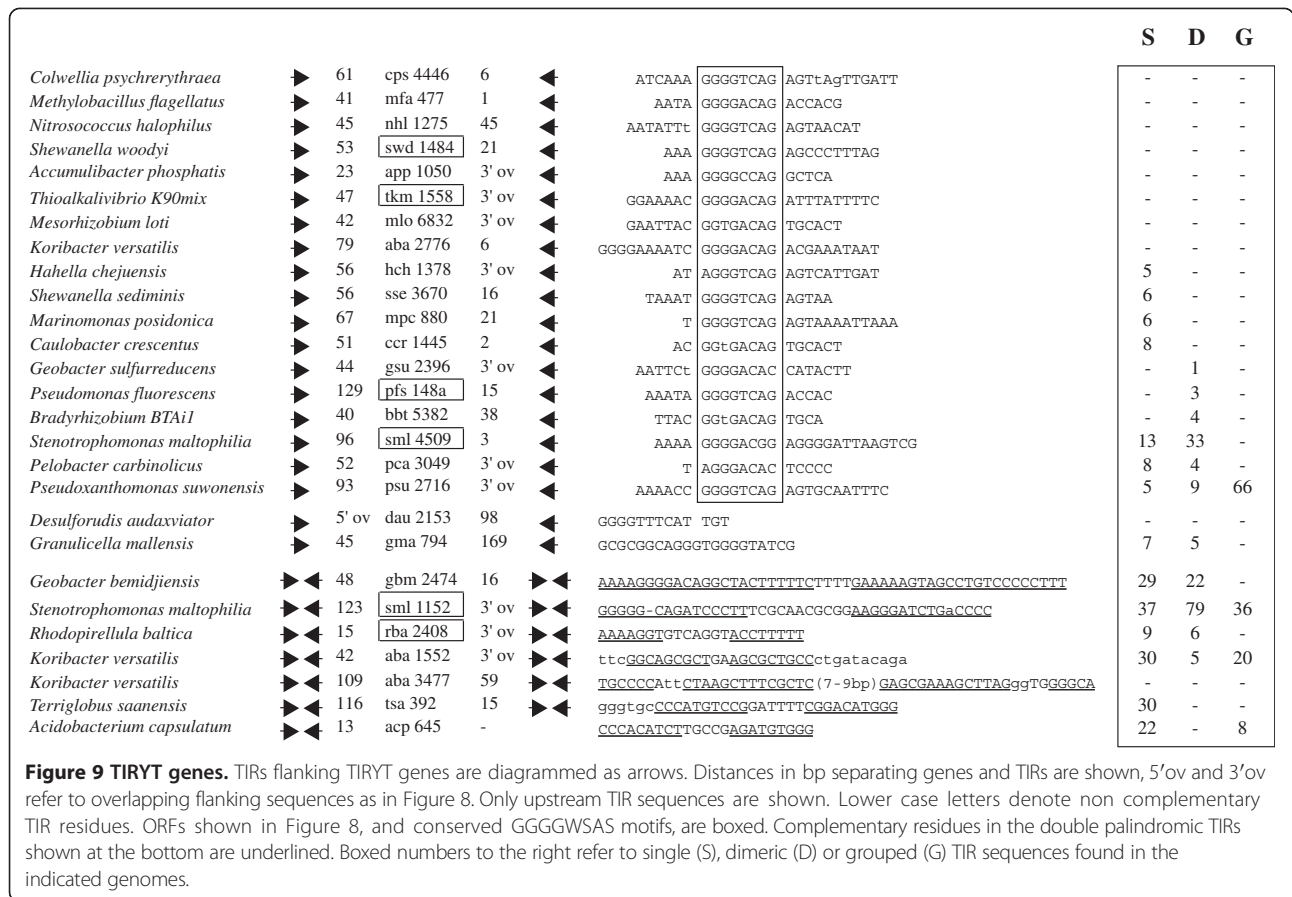 S D G
Colwellia psychrerythraea 61 cps 4446 6 ATCAAA GGGGTCAG AGTtAgTTGATT - - -
Methylobacillus flagellatus 41 mfa 477 1 AATA GGGGACAG ACCACG - - -
Nitrosococcus halophilus 45 nhl 1275 45 AATATTt GGGGTCAG AGTAACAT - - -
Shewanella woodyi 53 swd 1484 21 AAA GGGGTCAG AGCCCTTTAG - - -
Accumulibacter phosphatis 23 app 1050 3' ov AAA GGGGCCAG GCTCA - - -
Thioalkalivibrio K90mix 47 tkm 1558 3' ov GGAAAAC GGGGACAG ATTTATTTTC - - -
Mesorhizobium loti 42 mlo 6832 3' ov GAATTAC GGTGACAG TGCACT - - -
Koribacter versatilis 79 aba 2776 6 GGGGAAAATC GGGGACAG ACGAAATAAT - - -
Hahella chejuensis 56 hch 1378 3' ov AT AGGGTCAG AGTCATTGAT 5 - -
Shewanella sediminis 56 sse 3670 16 TAAAT GGGGTCAG AGTAA 6 - -
Marinomonas posidonica 67 mpc 880 21 T GGGGTCAG AGTAAAATTAAA 6 - -
Caulobacter crescentus 51 ccr 1445 2 AC GGtGACAG TGCACT 8 - -
Geobacter sulfurreducens 44 gsu 2396 3' ov AATTCt GGGGACAC CATACTT - 1 -
Pseudomonas fluorescens 129 pfs 148a 15 AAATA GGGGTCAG ACCAC - 3 -
Bradyrhizobium BTAi1 40 bbt 5382 38 TTAC GGtGACAG TGCA - 4 -
Stenotrophomonas maltophilia 96 sml 4509 3 AAAA GGGGACGG AGGGGATTAAGTCG 13 33 -
Pelobacter carbinolicus 52 pca 3049 3' ov T AGGGACAC TCCCC 8 4 -
Pseudoxanthomonas suwonensis 93 psu 2716 3' ov AAAACC GGGGTCAG AGTGCAATTTC 5 9 66
Desulforudis audaxviator 5' ov dau 2153 98 GGGGTTTCAT TGT - - -
Granulicella mallensis 45 gma 794 169 GCGCGGCAGGGTGGGGTATCG 7 5 -
Geobacter bemidjiensis 48 gbm 2474 16 AAAAGGGGACAGGCTACTTTTTCTTTTGAAAAAGTAGCCTGTCCCCCTTT 29 22 -
Stenotrophomonas maltophilia 123 sml 1152 3' ov GGGGG-CAGATCCCTTTCGCAACGCGGAAGGGATCTGaCCCC 37 79 36
Rhodopirellula baltica 15 rba 2408 3' ov AAAAGGTGTCAGGTACCTTTTT 9 6 -
Koribacter versatilis 42 aba 1552 3' ov ttcGGCAGCGCTGAAGCGCTGCCctgatacaga 30 5 20
Koribacter versatilis 109 aba 3477 59 TGCCCCAttCTAAGCTTTCGCTC(7-9bp)GAGCGAAAGCTTAGggTGGGGCA - - -
Terriglobus saanensis 116 tsa 392 15 gggtgcCCCATGTCCGGATTTTCGGACATGGG 30 - -
Acidobacterium capsulatum 13 acp 645 - CCCACATCTTGCCGAGATGTGGG 22 - 8
Figure 9 TIRYT genes. TIRs flanking TIRYT genes are diagrammed as arrows. Distances in bp separating genes and TIRs are shown, 5′ov and 3′ov
refer to overlapping flanking sequences as in Figure 8. Only upstream TIR sequences are shown. Lower case letters denote non complementary
TIR residues. ORFs shown in Figure 8, and conserved GGGGWSAS motifs, are boxed. Complementary residues in the double palindromic TIRs
shown at the bottom are underlined. Boxed numbers to the right refer to single (S), dimeric (D) or grouped (G) TIR sequences found in the
indicated genomes.